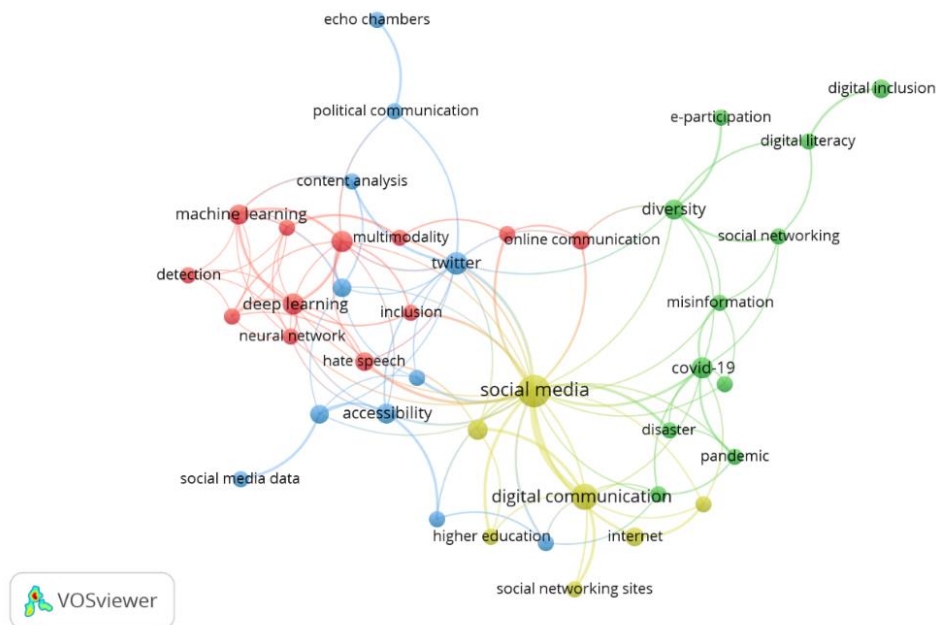 echo chambers
digital inclusion
political communication
e-participation
digital literacy
content analysis
machine learning
diversity
multimodality
online communication
social networking
twitter
detection
deep learning
inclusion
misinformation
neural network
hate speech
covid-19
social media
accessibility
disaster
pandemic
social media data
digital communication
higher education
internet
social networking sites
VOSviewer